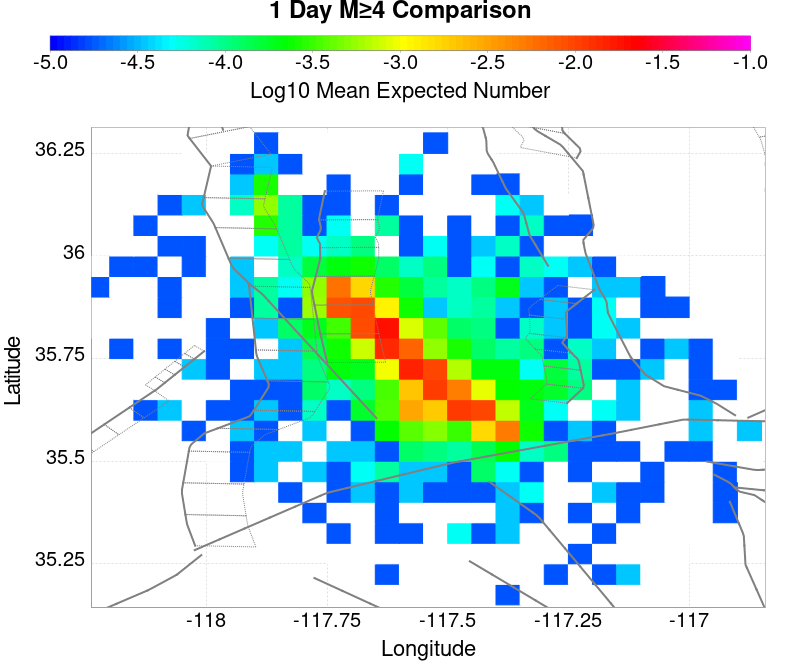 1 Day M≥4 Comparison
-5.0 -4.5 -4.0 -3.5 -3.0 -2.5 -2.0 -1.5 -1.0
Log10 Mean Expected Number
36.25
36
35.75
35.5
35.25
Latitude
-118 -117.75 -117.5 -117.25 -117
Longitude